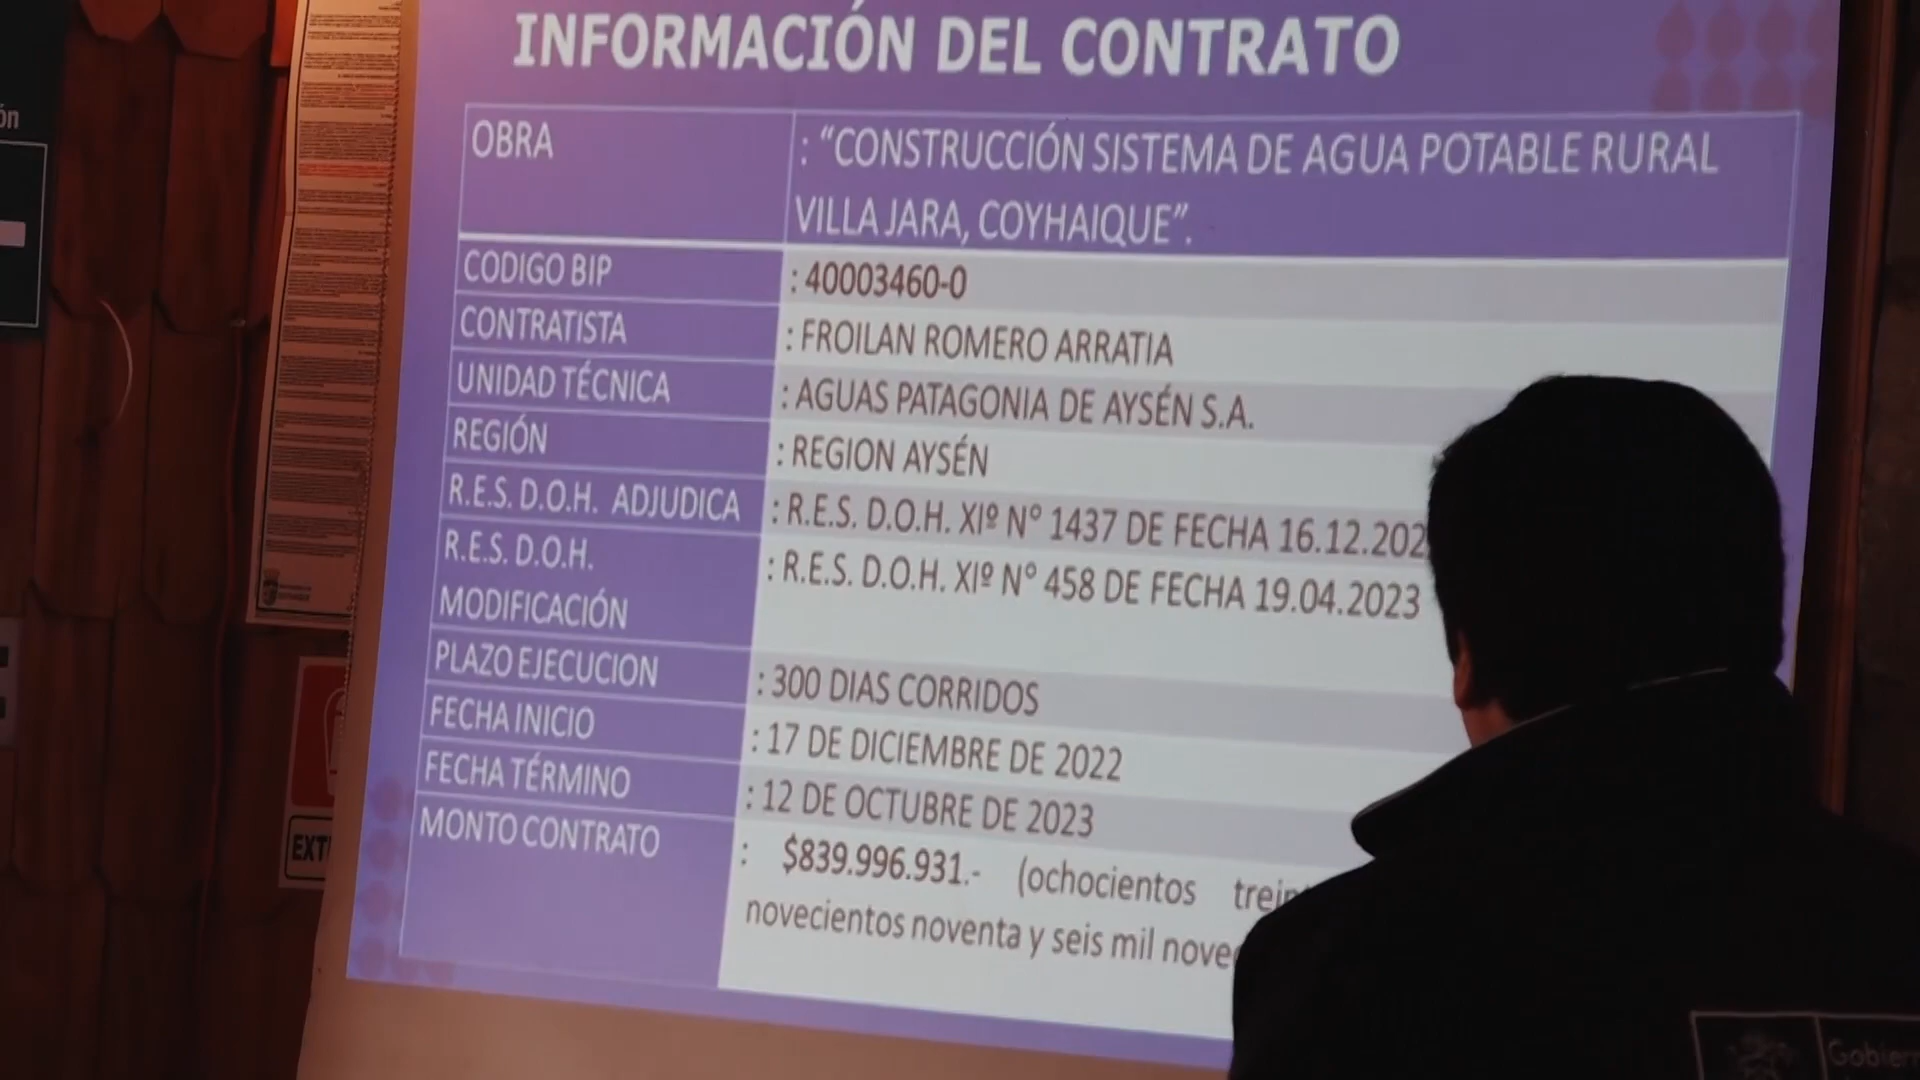 INFORMACIÓN DEL CONTRATO
OBRA : “CONSTRUCCIÓN SISTEMA DE AGUA POTABLE RURAL
VILLA JARA, COYHAIQUE”.
CODIGO BIP : 40003460-0
CONTRATISTA : FROILAN ROMERO ARRATIA
UNIDAD TÉCNICA : AGUAS PATAGONIA DE AYSÉN S.A.
REGIÓN : REGION AYSÉN
R.E.S. D.O.H. ADJUDICA : R.E.S. D.O.H. XIº N° 1437 DE FECHA 16.12.202
R.E.S. D.O.H. : R.E.S. D.O.H. XIº N° 458 DE FECHA 19.04.2023
MODIFICACIÓN
PLAZO EJECUCION : 300 DIAS CORRIDOS
FECHA INICIO : 17 DE DICIEMBRE DE 2022
FECHA TÉRMINO : 12 DE OCTUBRE DE 2023
MONTO CONTRATO : $839.996.931.- (ochocientos trein
novecientos noventa y seis mil nove
ón
EXT
Gobiern